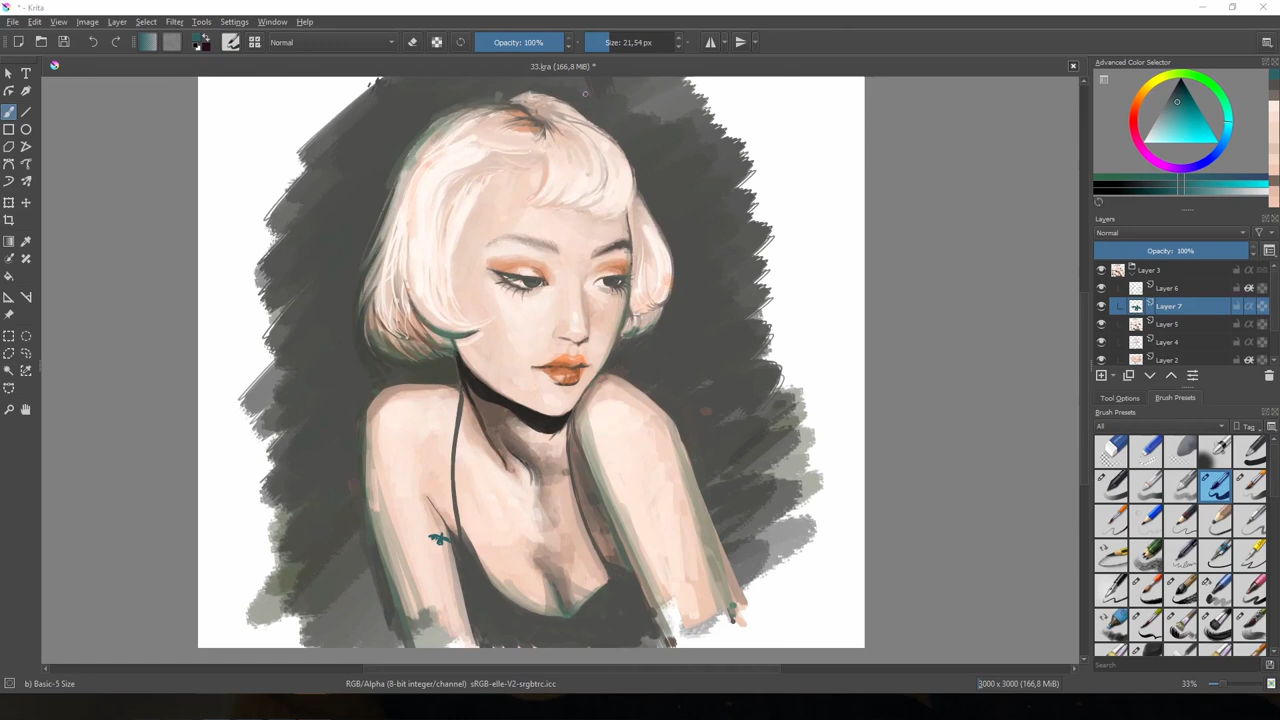 * - Krita
File Edit View Image Layer Select Filter Tools Settings Window Help
Normal Opacity: 100% Size: 21,54 px
33.kra (166,8 MiB) *
Advanced Color Selector
Layers
Normal
Opacity: 100%
Layer 3
Layer 6
Layer 7
Layer 5
Layer 4
Layer 2
Tool Options Brush Presets
Brush Presets
All Tag
Search
b) Basic-5 Size RGB/Alpha (8-bit integer/channel) sRGB-elle-V2-srgbtrc.icc 3000 x 3000 (166,8 MiB) 33%